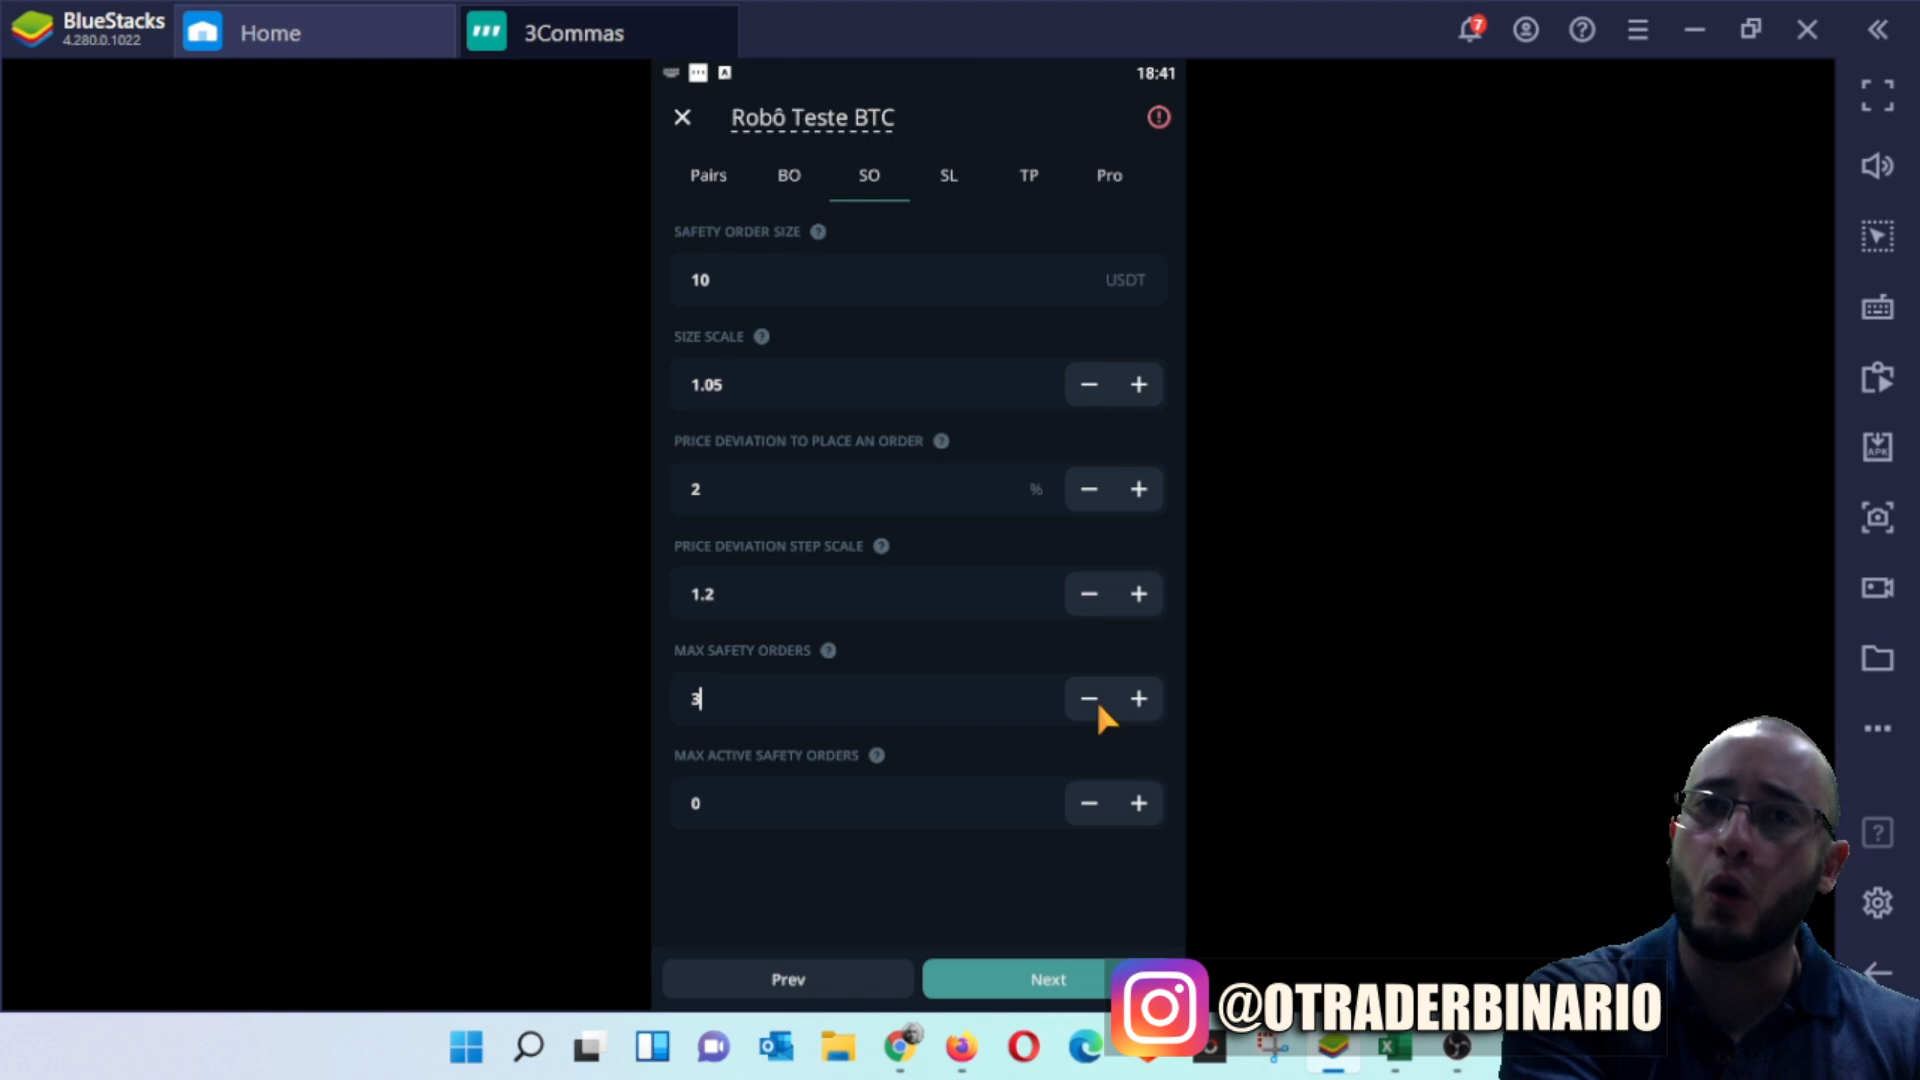 BlueStacks
4.280.0.1022
Home
3Commas
7
18:41
A
Robô Teste BTC
Pairs BO SO SL TP Pro
SAFETY ORDER SIZE ?
10 USDT
SIZE SCALE ?
1.05 − +
PRICE DEVIATION TO PLACE AN ORDER ?
2 % − +
PRICE DEVIATION STEP SCALE ?
1.2 − +
MAX SAFETY ORDERS ?
3 − +
MAX ACTIVE SAFETY ORDERS ?
0 − +
Prev Next
APK
@OTRADERBINARIO